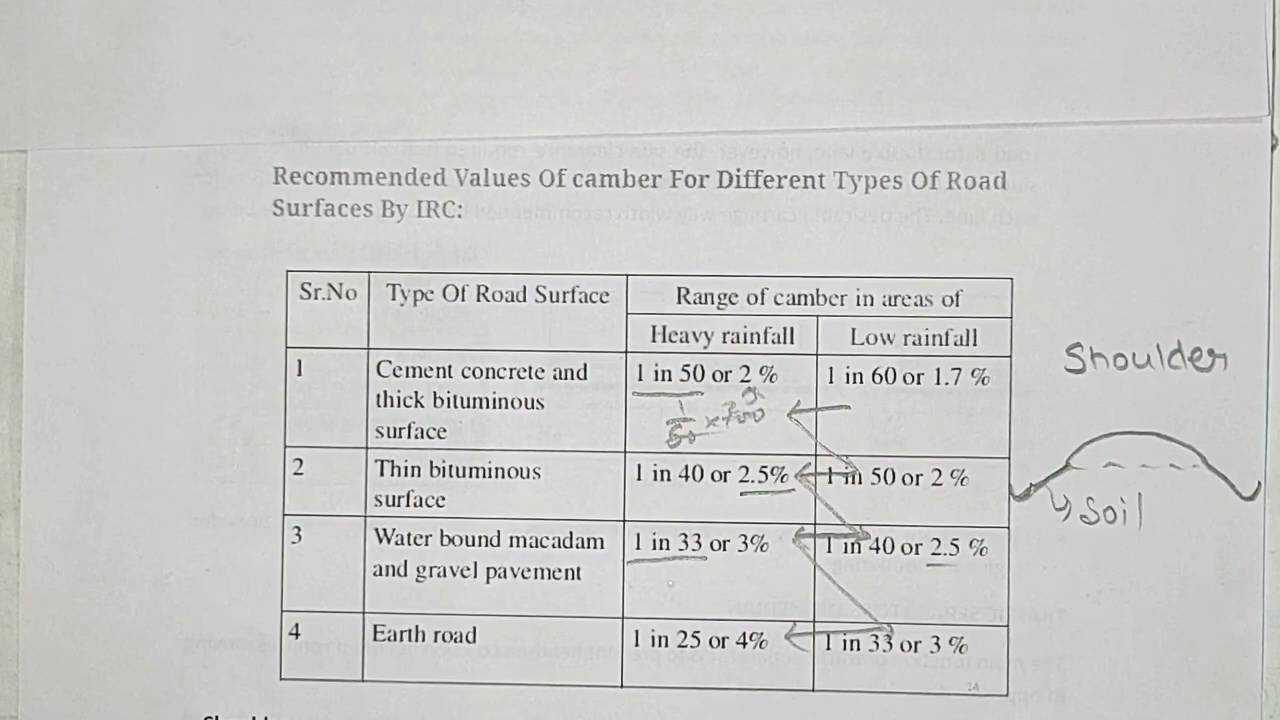 Recommended Values Of camber For Different Types Of Road
Surfaces By IRC:
Sr.No Type Of Road Surface Range of camber in areas of
Heavy rainfall Low rainfall
1 Cement concrete and 1 in 50 or 2 % 1 in 60 or 1.7 %
thick bituminous
surface
2 Thin bituminous 1 in 40 or 2.5% 1 in 50 or 2 %
surface
3 Water bound macadam 1 in 33 or 3% 1 in 40 or 2.5 %
and gravel pavement
4 Earth road 1 in 25 or 4% 1 in 33 or 3 %
14
Shoulder
Soil